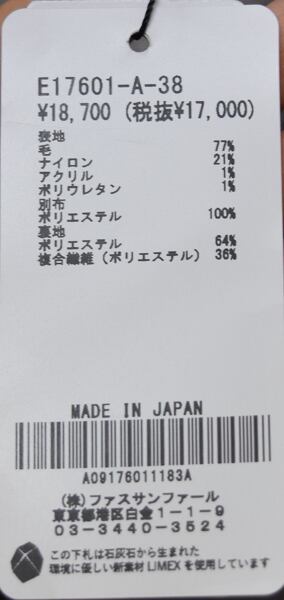 E17601-A-38
¥18,700 (税抜¥17,000)
表地
毛 77%
ナイロン 21%
アクリル 1%
ポリウレタン 1%
別布
ポリエステル 100%
裏地
ポリエステル 64%
複合繊維(ポリエステル) 36%
MADE IN JAPAN
A09176011183A
(株)ファスサンファール
東京都港区白金1-1-9
03-3440-3524
この下札は石灰石から生まれた
環境に優しい新素材LIMEXを使用しています